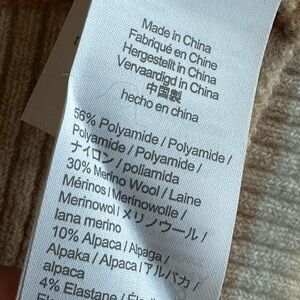 Made in China
Fabriqué en Chine
Hergestellt in China
Vervaardigd in China
中国製
hecho en china
56% Polyamide / Polyamide /
Polyamide / Polyamide /
ナイロン / poliamida
30% Merino Wool / Laine
Mérinos / Merinowolle /
Merinowol / メリノウール /
lana merino
10% Alpaca / Alpaga /
Alpaka / Alpaca / アルパカ /
alpaca
4% Elastane /